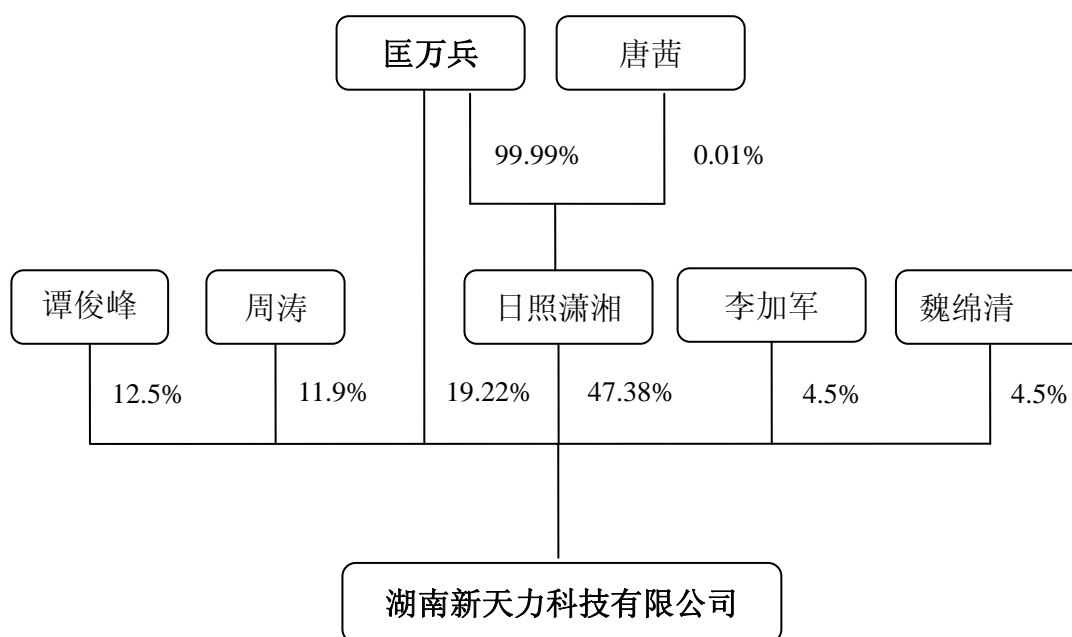 匡万兵
唐茜
99.99%
0.01%
谭俊峰
周涛
日照潇湘
李加军
魏绵清
12.5%
11.9%
19.22%
47.38%
4.5%
4.5%
湖南新天力科技有限公司